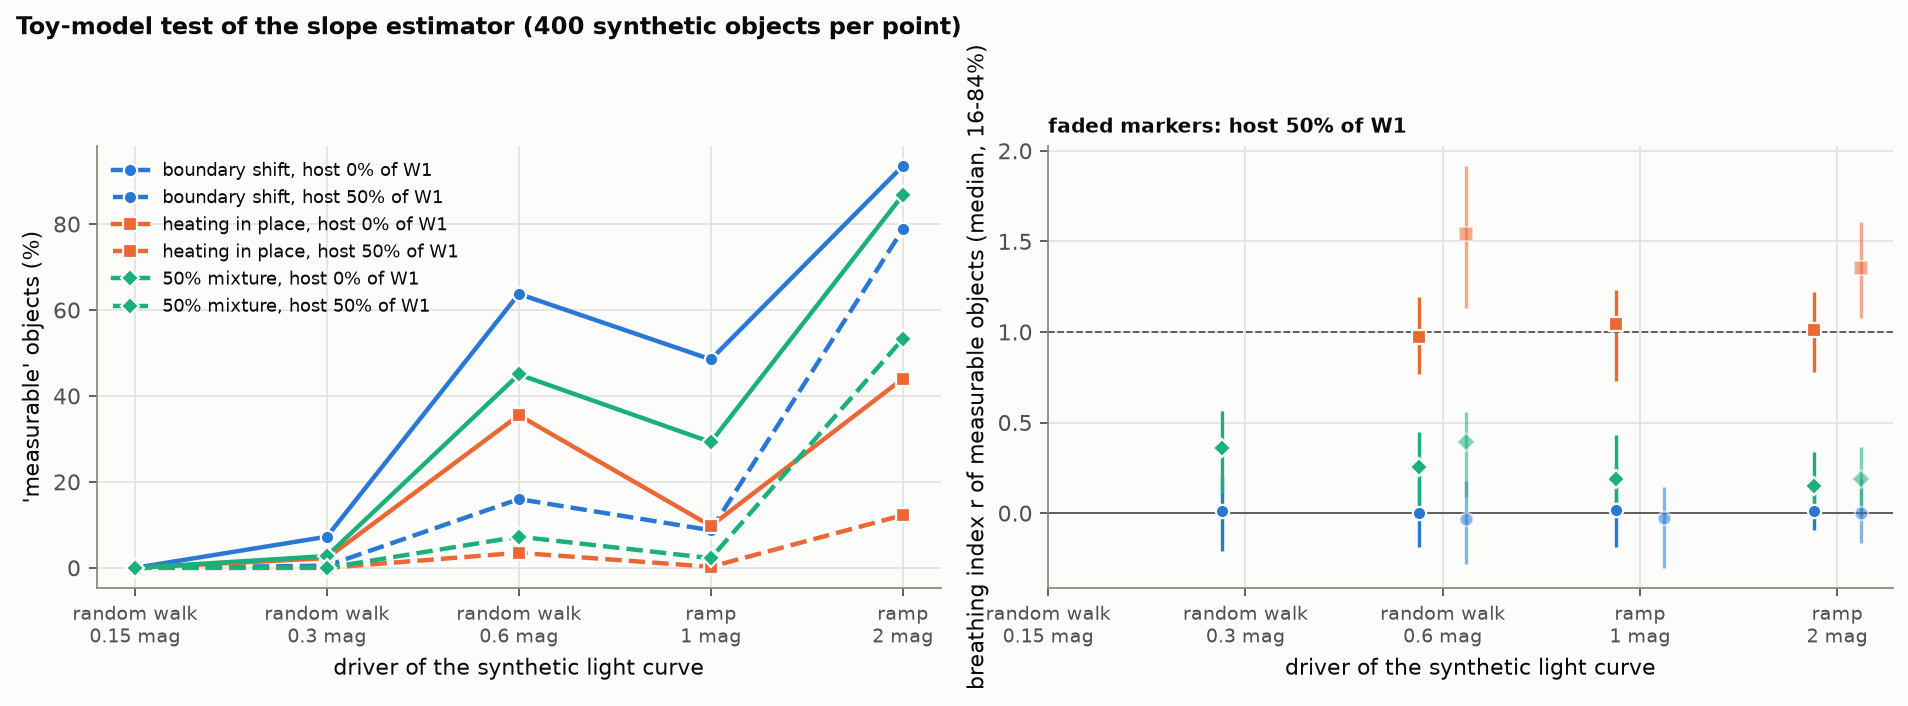 Toy-model test of the slope estimator (400 synthetic objects per point)
'measurable' objects (%)
80
60
40
20
0
boundary shift, host 0% of W1
boundary shift, host 50% of W1
heating in place, host 0% of W1
heating in place, host 50% of W1
50% mixture, host 0% of W1
50% mixture, host 50% of W1
random walk
0.15 mag
random walk
0.3 mag
random walk
0.6 mag
ramp
1 mag
ramp
2 mag
driver of the synthetic light curve
faded markers: host 50% of W1
breathing index r of measurable objects (median, 16-84%)
2.0
1.5
1.0
0.5
0.0
random walk
0.15 mag
random walk
0.3 mag
random walk
0.6 mag
ramp
1 mag
ramp
2 mag
driver of the synthetic light curve